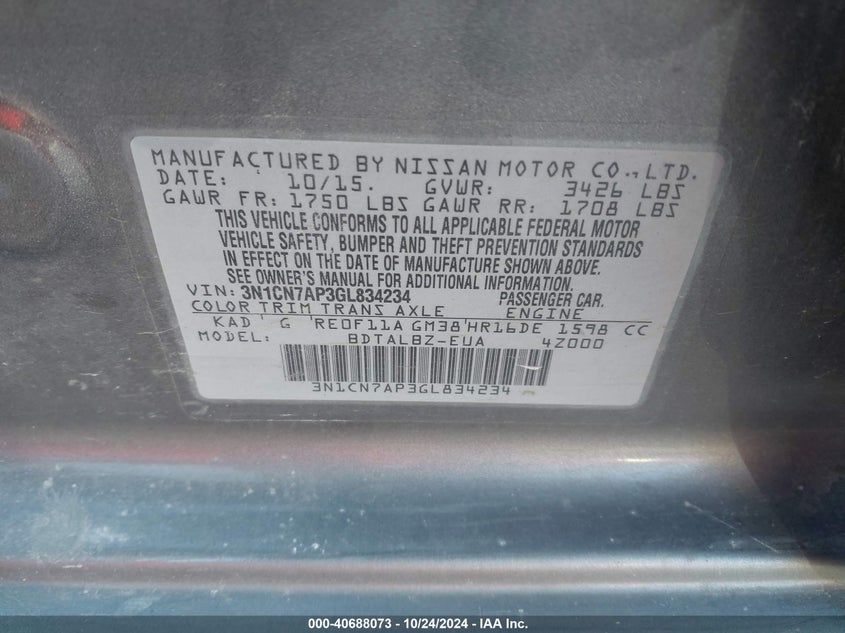 MANUFACTURED BY NISSAN MOTOR CO.,LTD.
DATE: 10/15. GVWR: 3426 LBS
GAWR FR: 1750 LBS GAWR RR: 1708 LBS
THIS VEHICLE CONFORMS TO ALL APPLICABLE FEDERAL MOTOR
VEHICLE SAFETY, BUMPER AND THEFT PREVENTION STANDARDS
IN EFFECT ON THE DATE OF MANUFACTURE SHOWN ABOVE.
SEE OWNER'S MANUAL FOR ADDITIONAL INFORMATION.
VIN: 3N1CN7AP3GL834234 PASSENGER CAR.
COLOR TRIM TRANS AXLE ENGINE
KAD G RE0F11A GM38 HR16DE 1598 CC
MODEL: BDTALBZ-EUA 4Z000
3N1CN7AP3GL834234
000-40688073 - 10/24/2024 - IAA Inc.